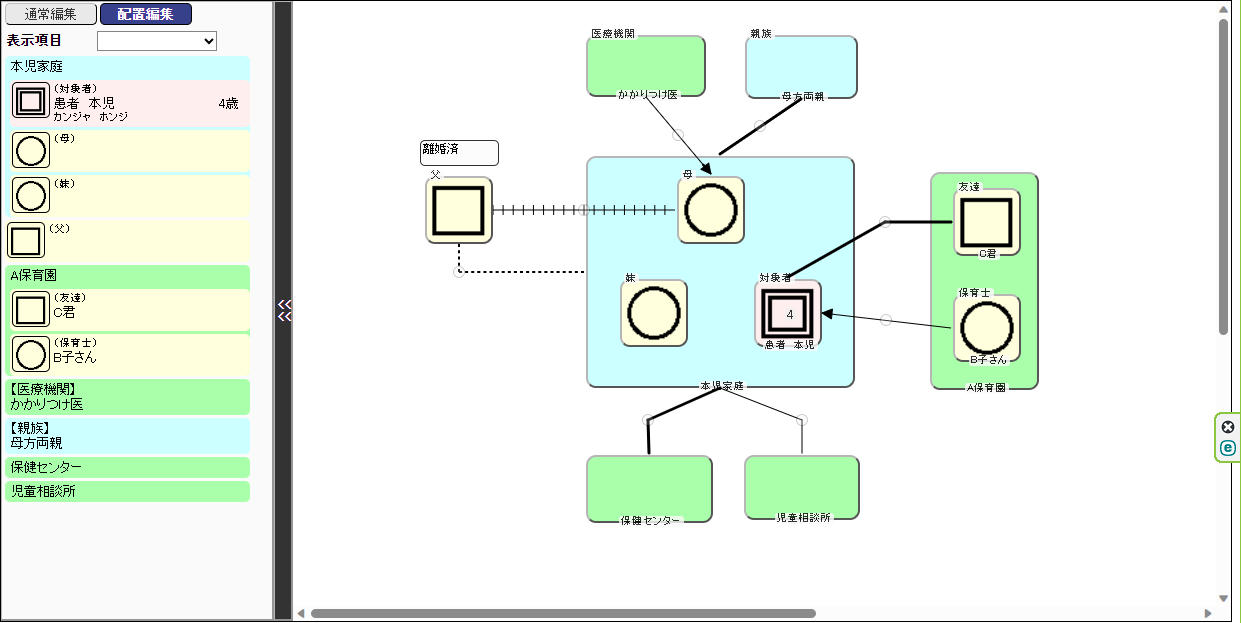 通常編集
配置編集
表示項目
本児家庭
（対象者）
患者 本児
4歳
カンジャ ホンジ
（母）
（妹）
（父）
A保育園
（友達）
C君
（保育士）
B子さん
【医療機関】
かかりつけ医
【親族】
母方両親
保健センター
児童相談所
医療機関
かかりつけ医
親族
母方両親
離婚済
父
母
妹
対象者
4
患者 本児
本児家庭
友達
C君
保育士
B子さん
A保育園
保健センター
児童相談所